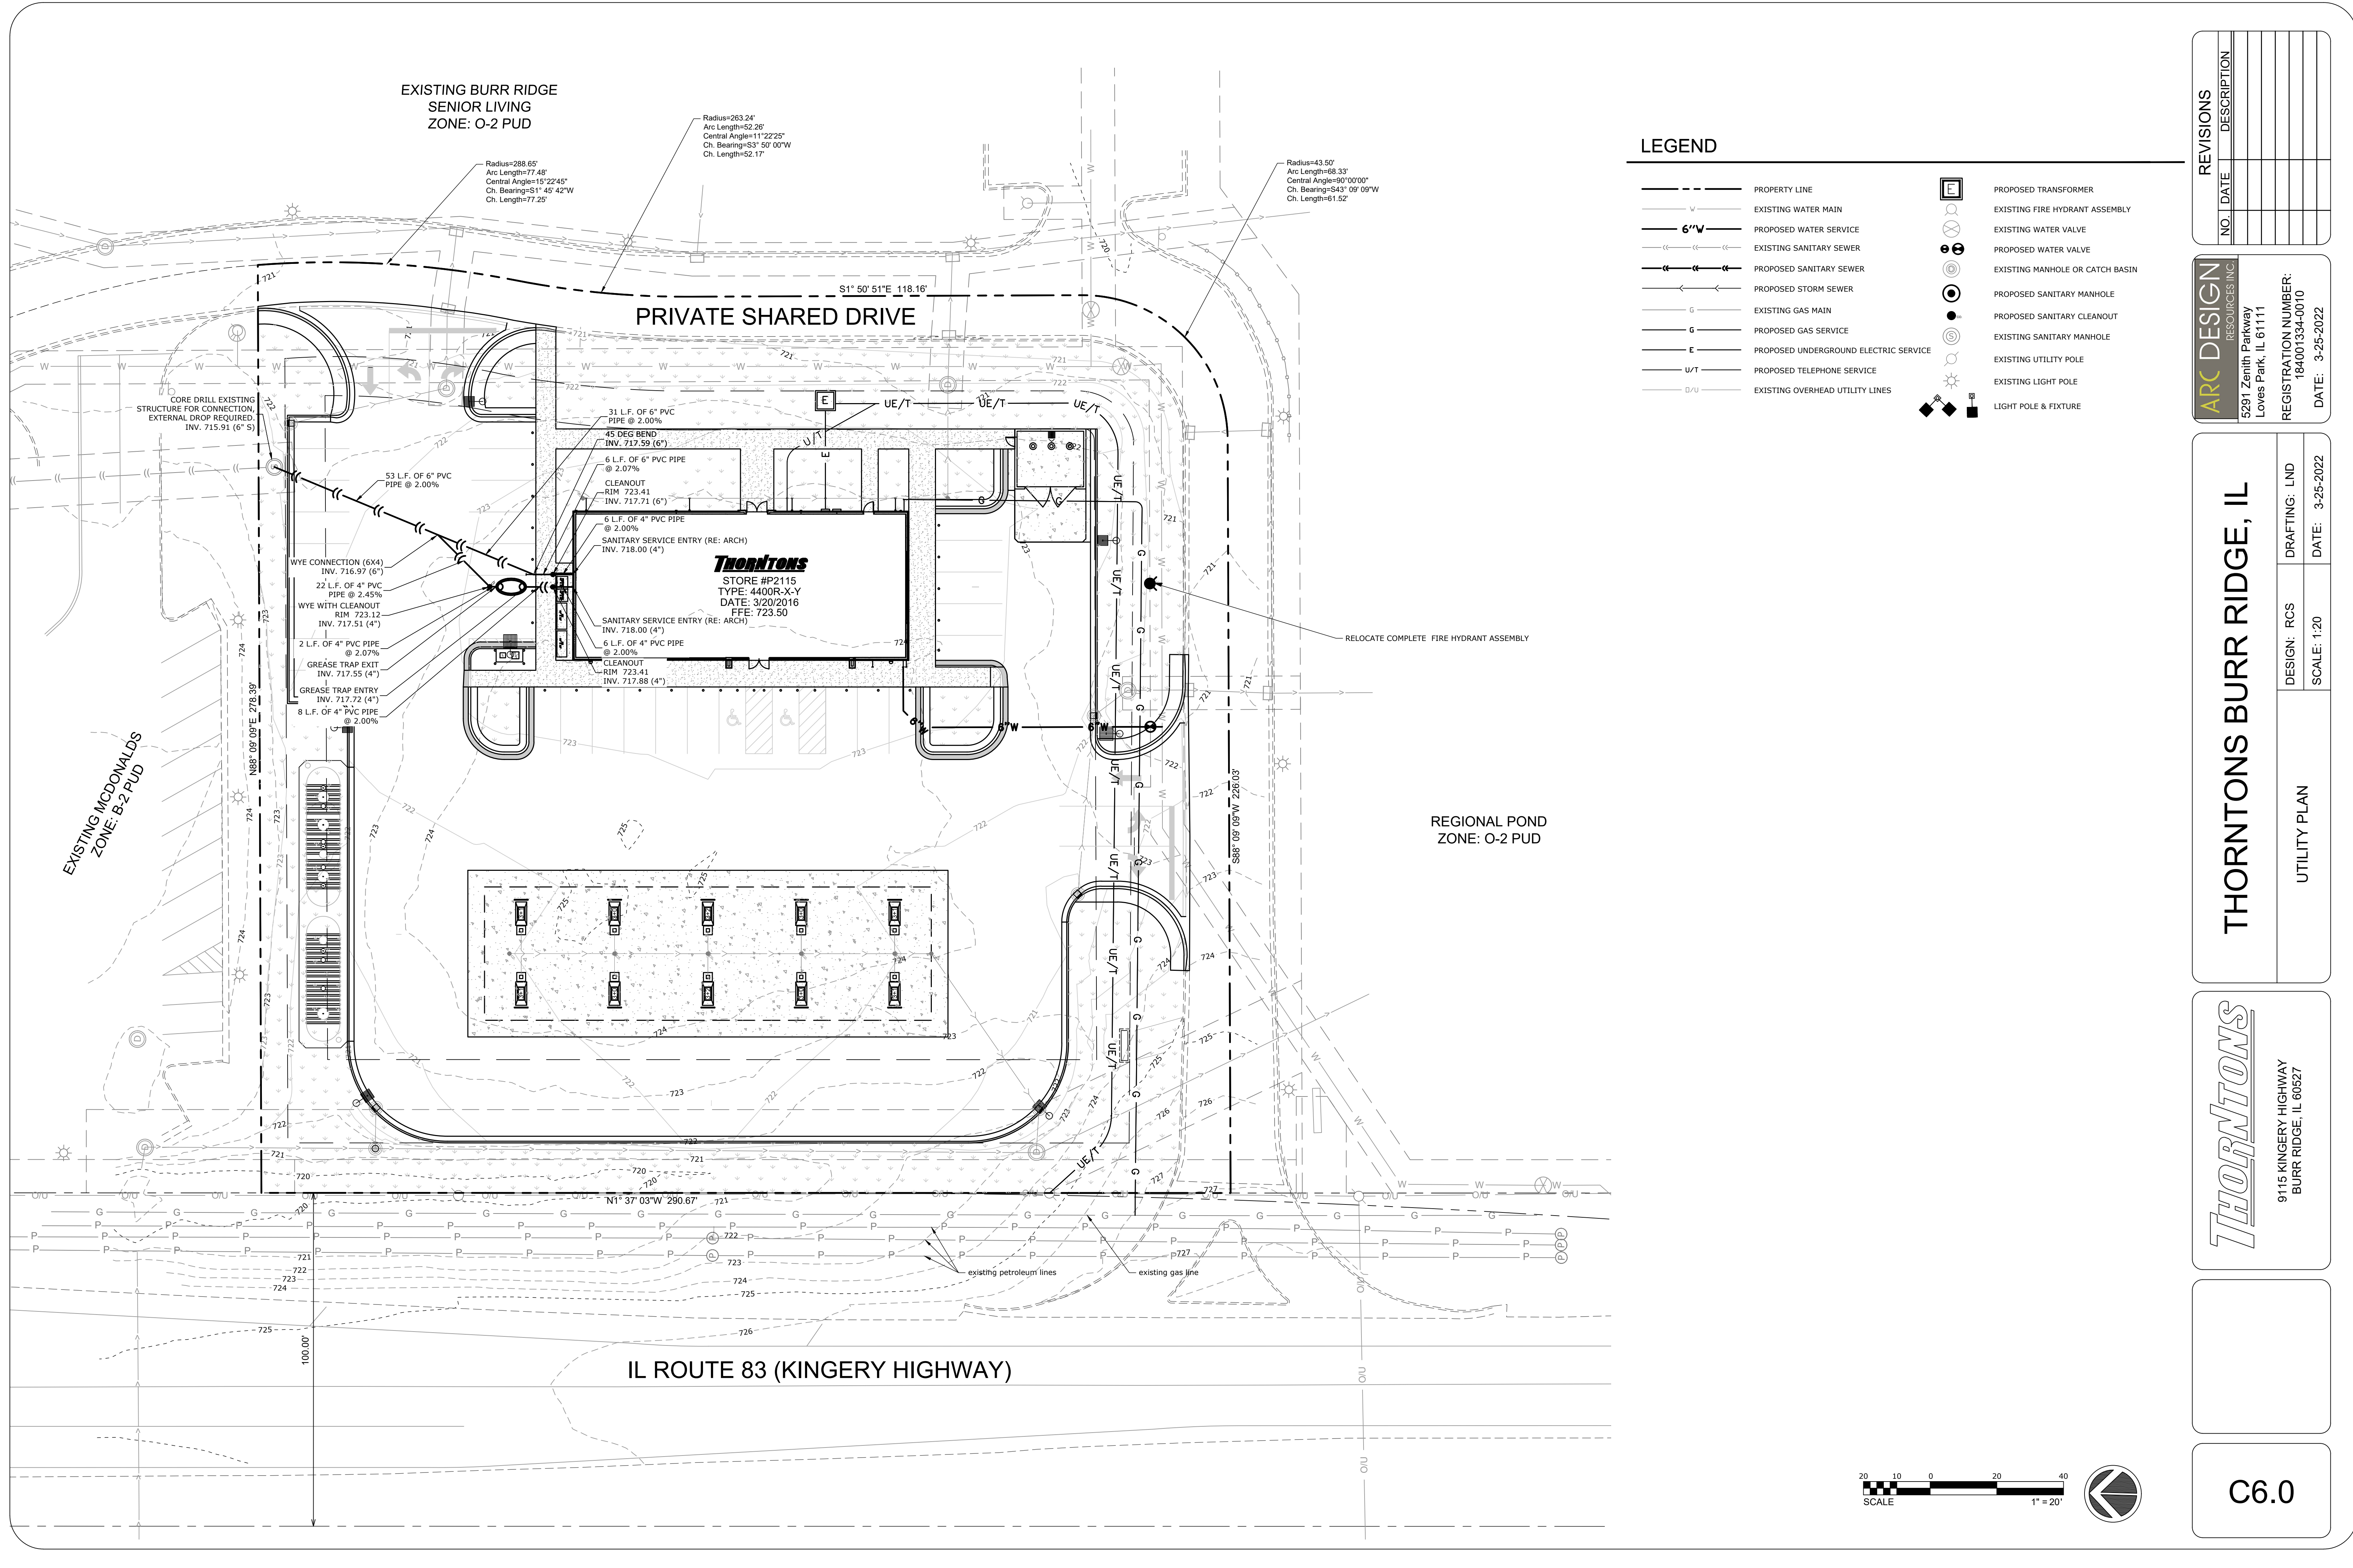 EXISTING BURR RIDGE
SENIOR LIVING
ZONE: O-2 PUD
Radius=288.65'
Arc Length=77.48'
Central Angle=15°22'45"
Ch. Bearing=S1° 45' 42"W
Ch. Length=77.25'
Radius=263.24'
Arc Length=52.26'
Central Angle=11°22'25"
Ch. Bearing=S3° 50' 00"W
Ch. Length=52.17'
Radius=43.50'
Arc Length=68.33'
Central Angle=90°00'00"
Ch. Bearing=S43° 09' 09"W
Ch. Length=61.52'
S1° 50' 51"E 118.16'
PRIVATE SHARED DRIVE
CORE DRILL EXISTING
STRUCTURE FOR CONNECTION,
EXTERNAL DROP REQUIRED.
INV. 715.91 (6" S)
53 L.F. OF 6" PVC
PIPE @ 2.00%
31 L.F. OF 6" PVC
PIPE @ 2.00%
45 DEG BEND
INV. 717.59 (6")
6 L.F. OF 6" PVC PIPE
@ 2.07%
CLEANOUT
RIM 723.41
INV. 717.71 (6")
6 L.F. OF 4" PVC PIPE
@ 2.00%
SANITARY SERVICE ENTRY (RE: ARCH)
INV. 718.00 (4")
WYE CONNECTION (6X4)
INV. 716.97 (6")
22 L.F. OF 4" PVC
PIPE @ 2.45%
WYE WITH CLEANOUT
RIM 723.12
INV. 717.51 (4")
2 L.F. OF 4" PVC PIPE
@ 2.07%
GREASE TRAP EXIT
INV. 717.55 (4")
GREASE TRAP ENTRY
INV. 717.72 (4")
8 L.F. OF 4" PVC PIPE
@ 2.00%
THORNTONS
STORE #P2115
TYPE: 4400R-X-Y
DATE: 3/20/2016
FFE: 723.50
SANITARY SERVICE ENTRY (RE: ARCH)
INV. 718.00 (4")
6 L.F. OF 4" PVC PIPE
@ 2.00%
CLEANOUT
RIM 723.41
INV. 717.88 (4")
RELOCATE COMPLETE FIRE HYDRANT ASSEMBLY
N88° 09' 09"E 278.39'
S88° 09' 09"W 226.03'
EXISTING MCDONALDS
ZONE: B-2 PUD
REGIONAL POND
ZONE: O-2 PUD
N1° 37' 03"W 290.67'
existing petroleum lines
existing gas line
100.00'
IL ROUTE 83 (KINGERY HIGHWAY)
LEGEND
PROPERTY LINE
EXISTING WATER MAIN
6"W PROPOSED WATER SERVICE
EXISTING SANITARY SEWER
PROPOSED SANITARY SEWER
PROPOSED STORM SEWER
G EXISTING GAS MAIN
G PROPOSED GAS SERVICE
E PROPOSED UNDERGROUND ELECTRIC SERVICE
U/T PROPOSED TELEPHONE SERVICE
O/U EXISTING OVERHEAD UTILITY LINES
E PROPOSED TRANSFORMER
EXISTING FIRE HYDRANT ASSEMBLY
EXISTING WATER VALVE
PROPOSED WATER VALVE
EXISTING MANHOLE OR CATCH BASIN
PROPOSED SANITARY MANHOLE
PROPOSED SANITARY CLEANOUT
S EXISTING SANITARY MANHOLE
EXISTING UTILITY POLE
EXISTING LIGHT POLE
LIGHT POLE & FIXTURE
20 10 0 20 40
SCALE 1" = 20'
REVISIONS
NO. DATE DESCRIPTION
ARC DESIGN
RESOURCES INC.
5291 Zenith Parkway
Loves Park, IL 61111
REGISTRATION NUMBER:
184001334-0010
DATE: 3-25-2022
THORNTONS BURR RIDGE, IL
DESIGN: RCS DRAFTING: LND
SCALE: 1:20 DATE: 3-25-2022
UTILITY PLAN
THORNTONS
9115 KINGERY HIGHWAY
BURR RIDGE, IL 60527
C6.0